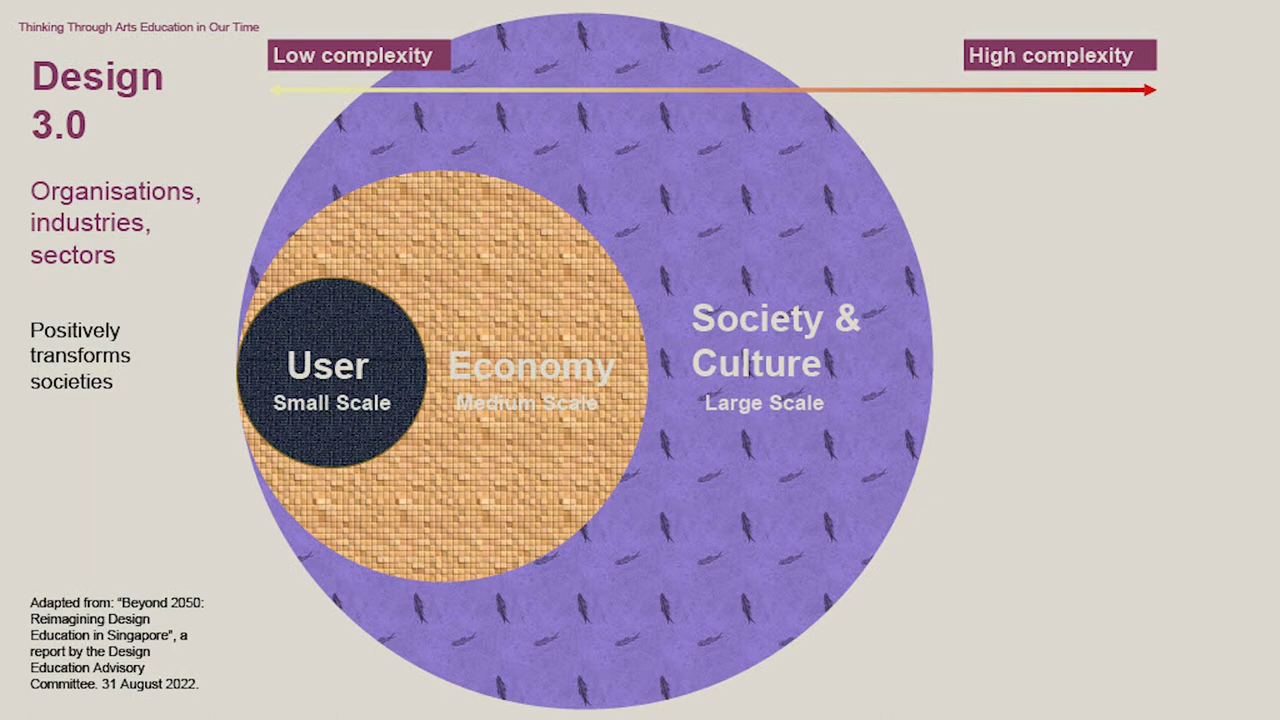 Thinking Through Arts Education in Our Time
Design
3.0
Organisations,
industries,
sectors
Positively
transforms
societies
Adapted from: “Beyond 2050:
Reimagining Design
Education in Singapore”, a
report by the Design
Education Advisory
Committee. 31 August 2022.
Low complexity
High complexity
User
Small Scale
Economy
Medium Scale
Society &
Culture
Large Scale